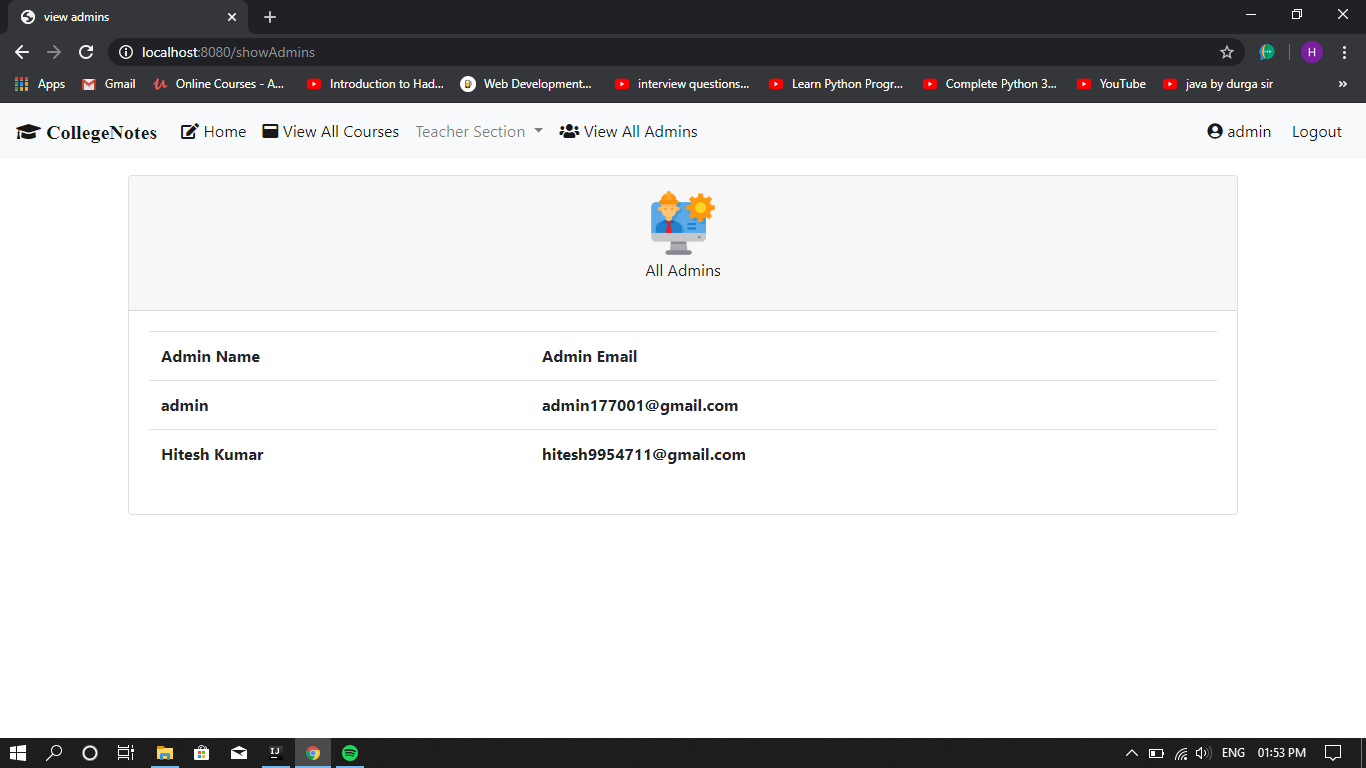 view admins
localhost:8080/showAdmins
H
Apps Gmail Online Courses - A... Introduction to Had... Web Development... interview questions... Learn Python Progr... Complete Python 3... YouTube java by durga sir »
CollegeNotes Home View All Courses Teacher Section View All Admins admin Logout
All Admins
Admin Name Admin Email
admin admin177001@gmail.com
Hitesh Kumar hitesh9954711@gmail.com
IJ ENG 01:53 PM